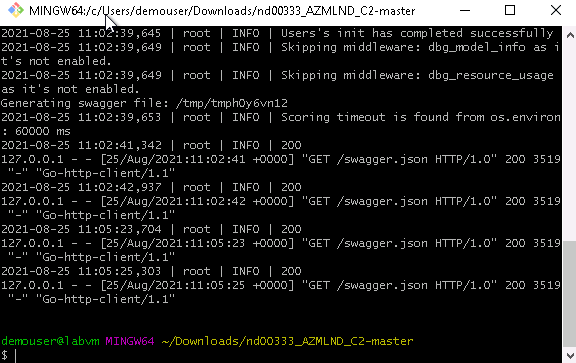 MINGW64:/c/Users/demouser/Downloads/nd00333_AZMLND_C2-master
2021-08-25 11:02:39,645 | root | INFO | Users's init has completed successfully
2021-08-25 11:02:39,649 | root | INFO | Skipping middleware: dbg_model_info as i
t's not enabled.
2021-08-25 11:02:39,649 | root | INFO | Skipping middleware: dbg_resource_usage
as it's not enabled.
Generating swagger file: /tmp/tmph0y6vn12
2021-08-25 11:02:39,653 | root | INFO | Scoring timeout is found from os.environ
: 60000 ms
2021-08-25 11:02:41,342 | root | INFO | 200
127.0.0.1 - - [25/Aug/2021:11:02:41 +0000] "GET /swagger.json HTTP/1.0" 200 3519
"-" "Go-http-client/1.1"
2021-08-25 11:02:42,937 | root | INFO | 200
127.0.0.1 - - [25/Aug/2021:11:02:42 +0000] "GET /swagger.json HTTP/1.0" 200 3519
"-" "Go-http-client/1.1"
2021-08-25 11:05:23,704 | root | INFO | 200
127.0.0.1 - - [25/Aug/2021:11:05:23 +0000] "GET /swagger.json HTTP/1.0" 200 3519
"-" "Go-http-client/1.1"
2021-08-25 11:05:25,303 | root | INFO | 200
127.0.0.1 - - [25/Aug/2021:11:05:25 +0000] "GET /swagger.json HTTP/1.0" 200 3519
"-" "Go-http-client/1.1"
demouser@labvm MINGW64 ~/Downloads/nd00333_AZMLND_C2-master
$